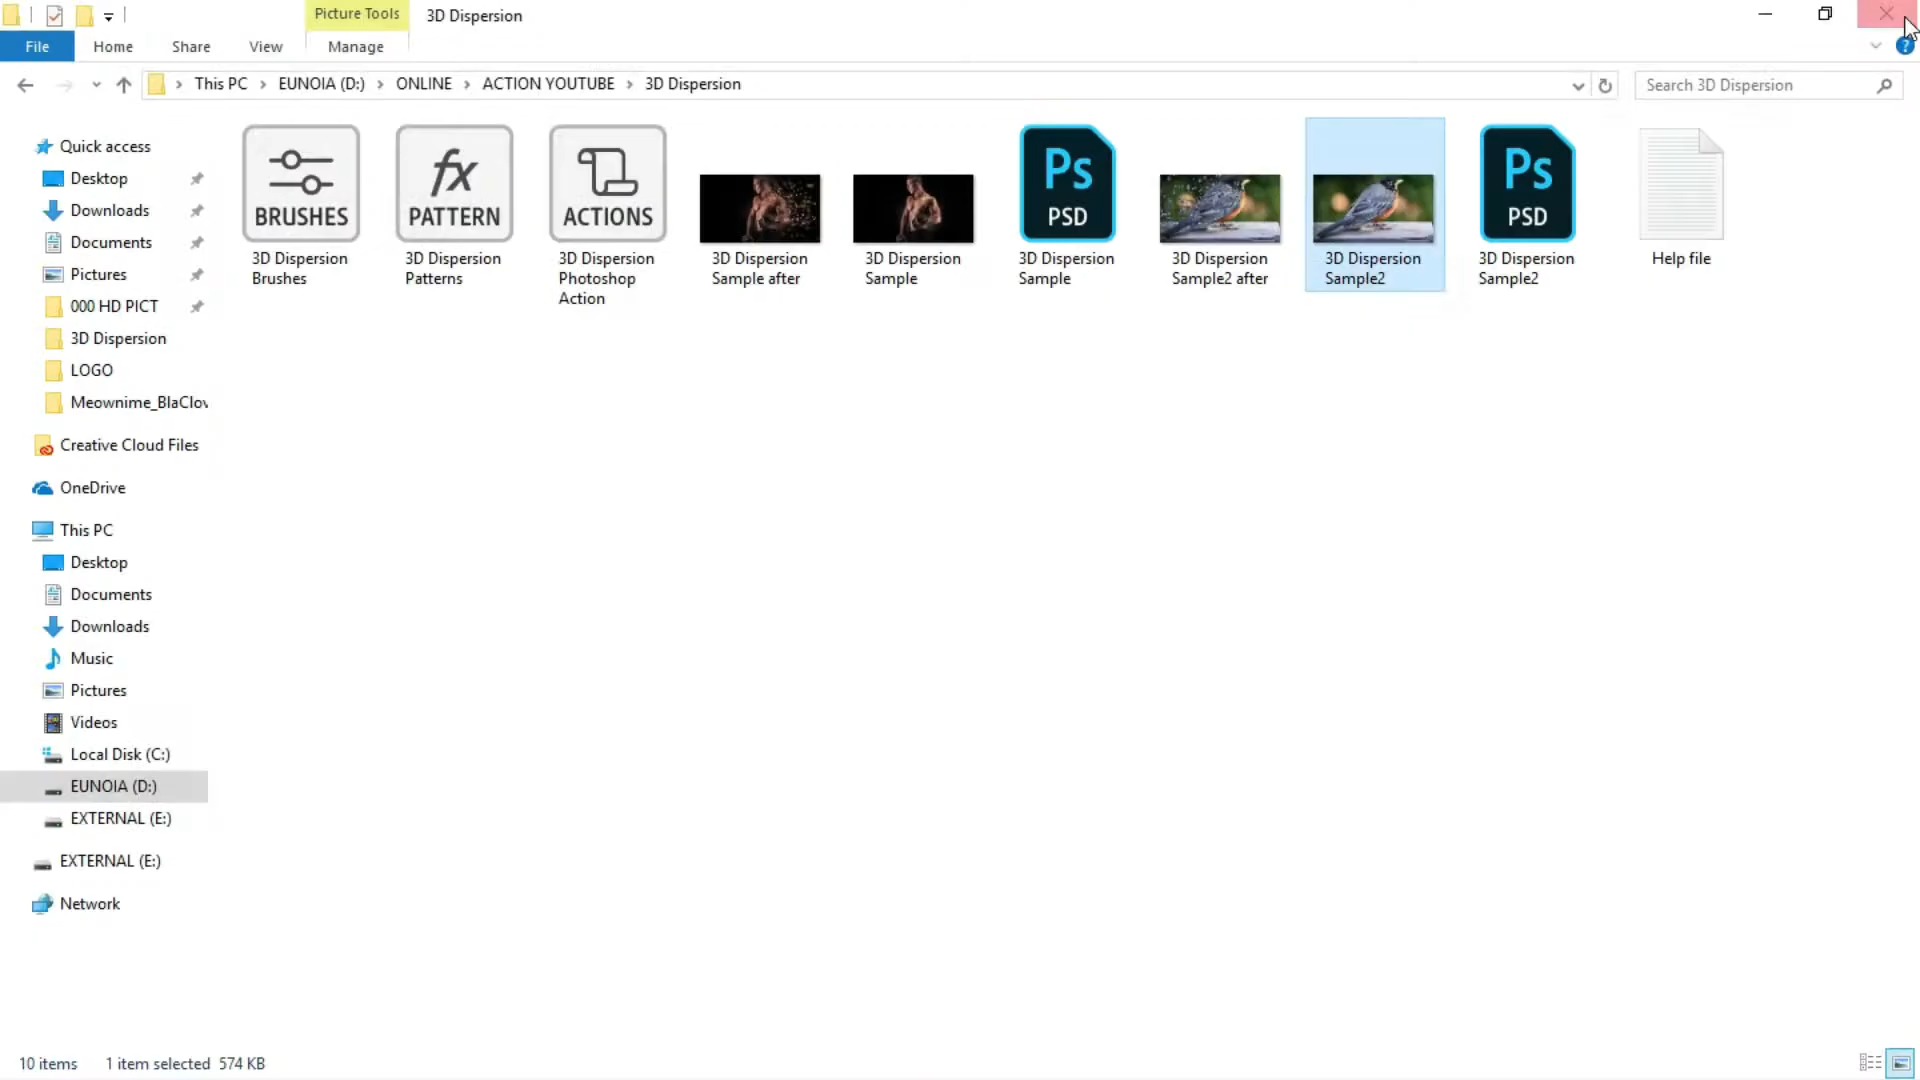 Picture Tools
3D Dispersion
File
Home
Share
View
Manage
This PC
EUNOIA (D:)
ONLINE
ACTION YOUTUBE
3D Dispersion
Search 3D Dispersion
?
Quick access
Desktop
Downloads
Documents
Pictures
000 HD PICT
3D Dispersion
LOGO
Meownime_BlaClov
Creative Cloud Files
OneDrive
This PC
Desktop
Documents
Downloads
Music
Pictures
Videos
Local Disk (C:)
EUNOIA (D:)
EXTERNAL (E:)
EXTERNAL (E:)
Network
BRUSHES
3D Dispersion
Brushes
fx
PATTERN
3D Dispersion
Patterns
ACTIONS
3D Dispersion
Photoshop
Action
3D Dispersion
Sample after
3D Dispersion
Sample
Ps
PSD
3D Dispersion
Sample
3D Dispersion
Sample2 after
3D Dispersion
Sample2
Ps
PSD
3D Dispersion
Sample2
Help file
10 items
1 item selected 574 KB